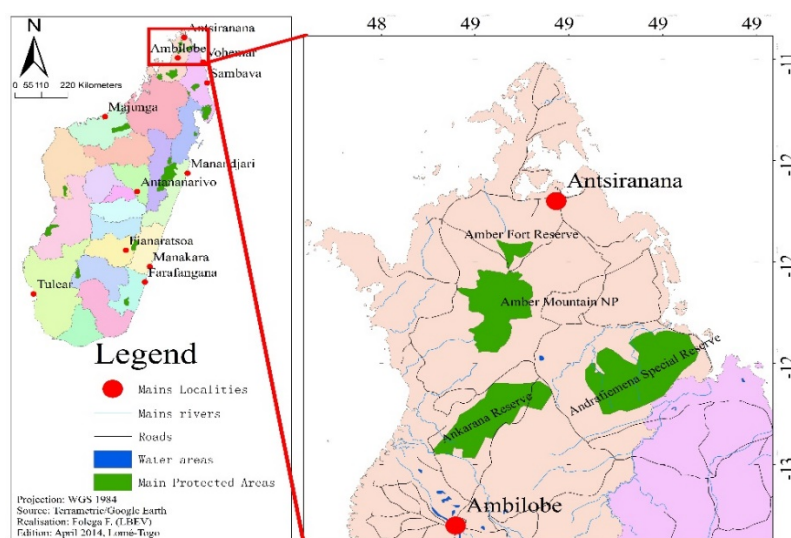 N
0 55 110 220 Kilometers
Antsiranana
Ambilobe
Vohemar
Sambava
Majunga
Manandjari
Antananarivo
Fianaratsoa
Manakara
Farafangana
Tulear
Legend
Mains Localities
Mains rivers
Roads
Water areas
Main Protected Areas
Projection: WGS 1984
Source: Terrametric/Google Earth
Realisation: Folega F. (LBEV)
Edition: April 2014, Lomé-Togo
48 49 49 49 49
-11
-12
-12
-12
-13
Antsiranana
Amber Fort Reserve
Amber Mountain NP
Andrafiemena Special Reserve
Ankarana Reserve
Ambilobe